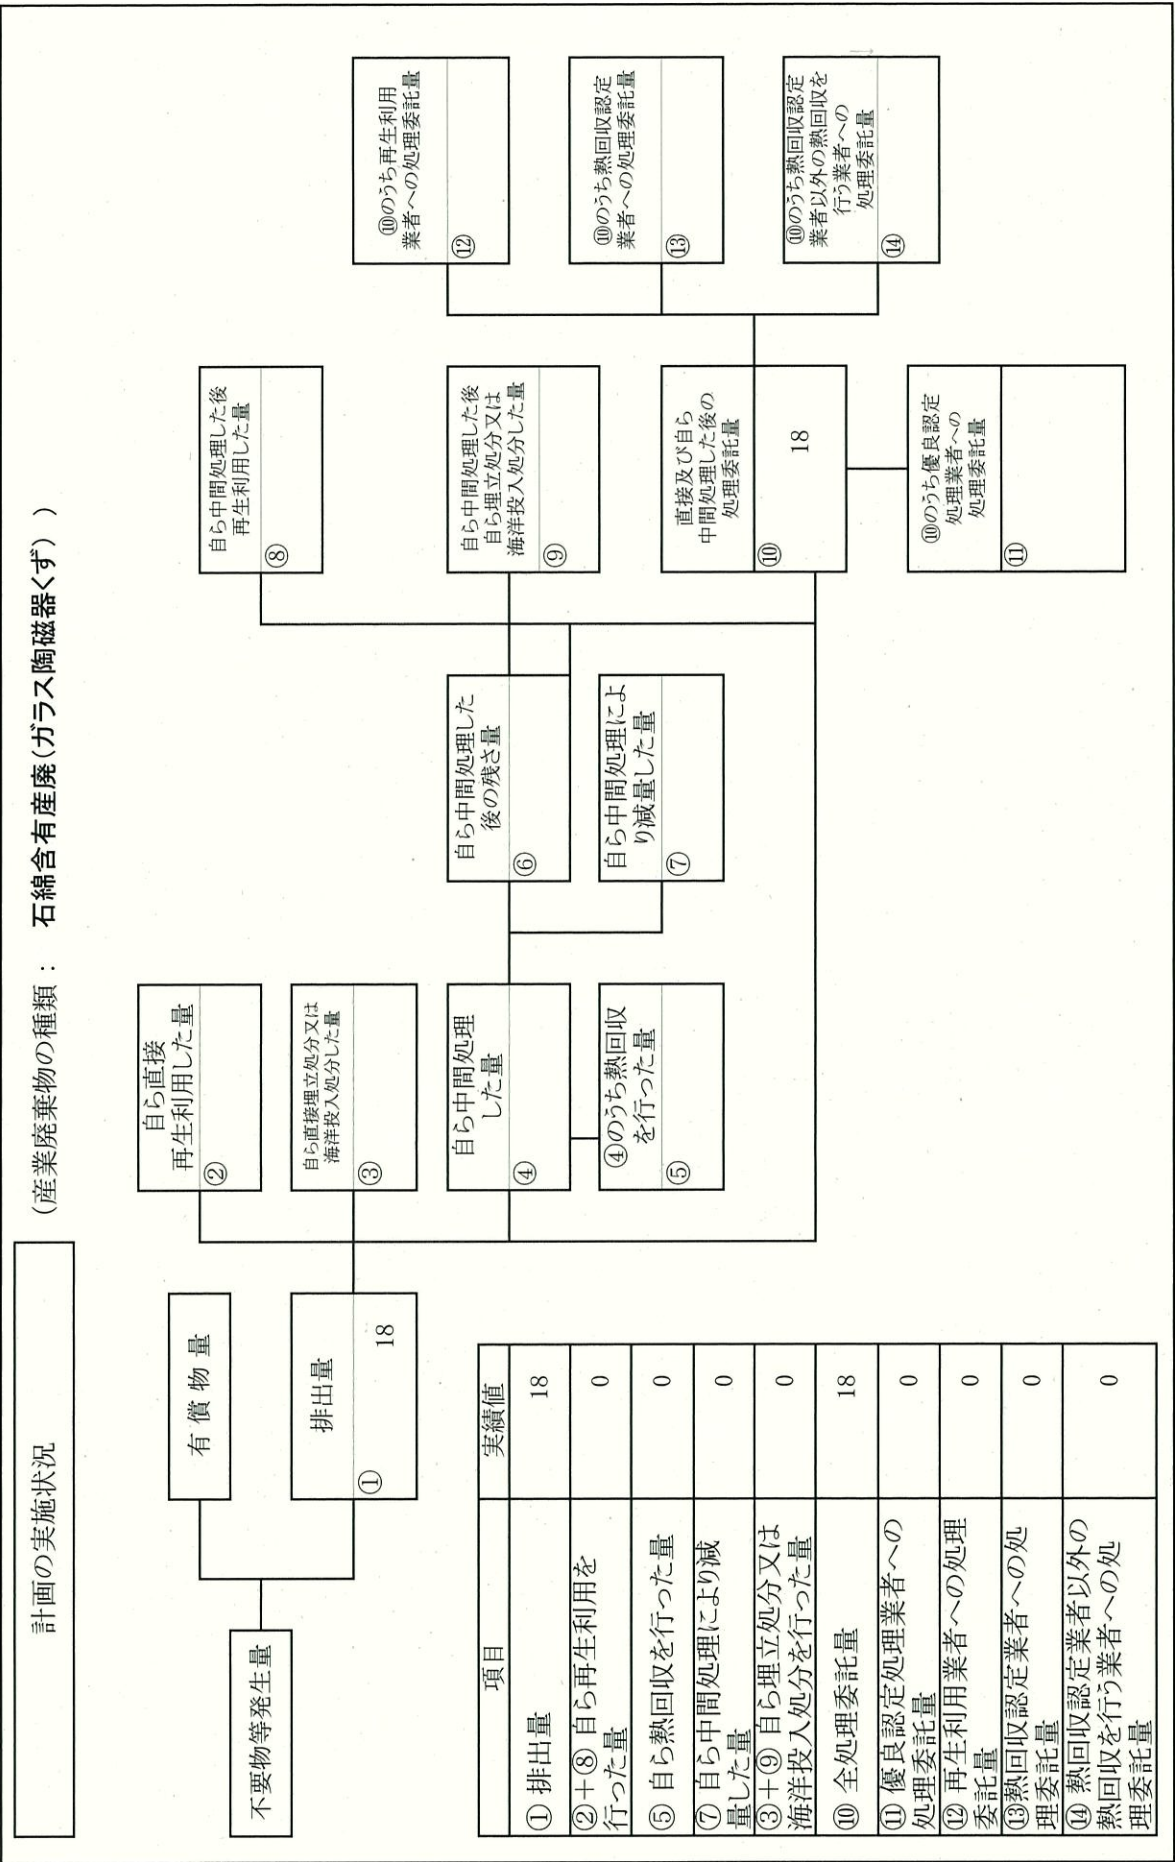 計画の実施状況
(産業廃棄物の種類： 石綿含有産廃(ガラス陶磁器くず) )
不要物等発生量
有償物量
排出量
① 18
自ら直接
再生利用した量
②
自ら直接埋立処分又は
海洋投入処分した量
③
自ら中間処理
した量
④
④のうち熱回収
を行った量
⑤
自ら中間処理した
後の残さ量
⑥
自ら中間処理によ
り減量した量
⑦
自ら中間処理した後
再生利用した量
⑧
自ら中間処理した後
自ら埋立処分又は
海洋投入処分した量
⑨
直接及び自ら
中間処理した後の
処理委託量
⑩ 18
⑩のうち優良認定
処理業者への
処理委託量
⑪
⑩のうち再生利用
業者への処理委託量
⑫
⑩のうち熱回収認定
業者への処理委託量
⑬
⑩のうち熱回収認定
業者以外の熱回収を
行う業者への
処理委託量
⑭
項目 実績値
① 排出量 18
②＋⑧ 自ら再生利用を
行った量 0
⑤ 自ら熱回収を行った量 0
⑦ 自ら中間処理により減
量した量 0
③＋⑨ 自ら埋立処分又は
海洋投入処分を行った量 0
⑩ 全処理委託量 18
⑪ 優良認定処理業者への
処理委託量 0
⑫ 再生利用業者への処理
委託量 0
⑬熱回収認定業者への処
理委託量 0
⑭ 熱回収認定業者以外の
熱回収を行う業者への処
理委託量 0